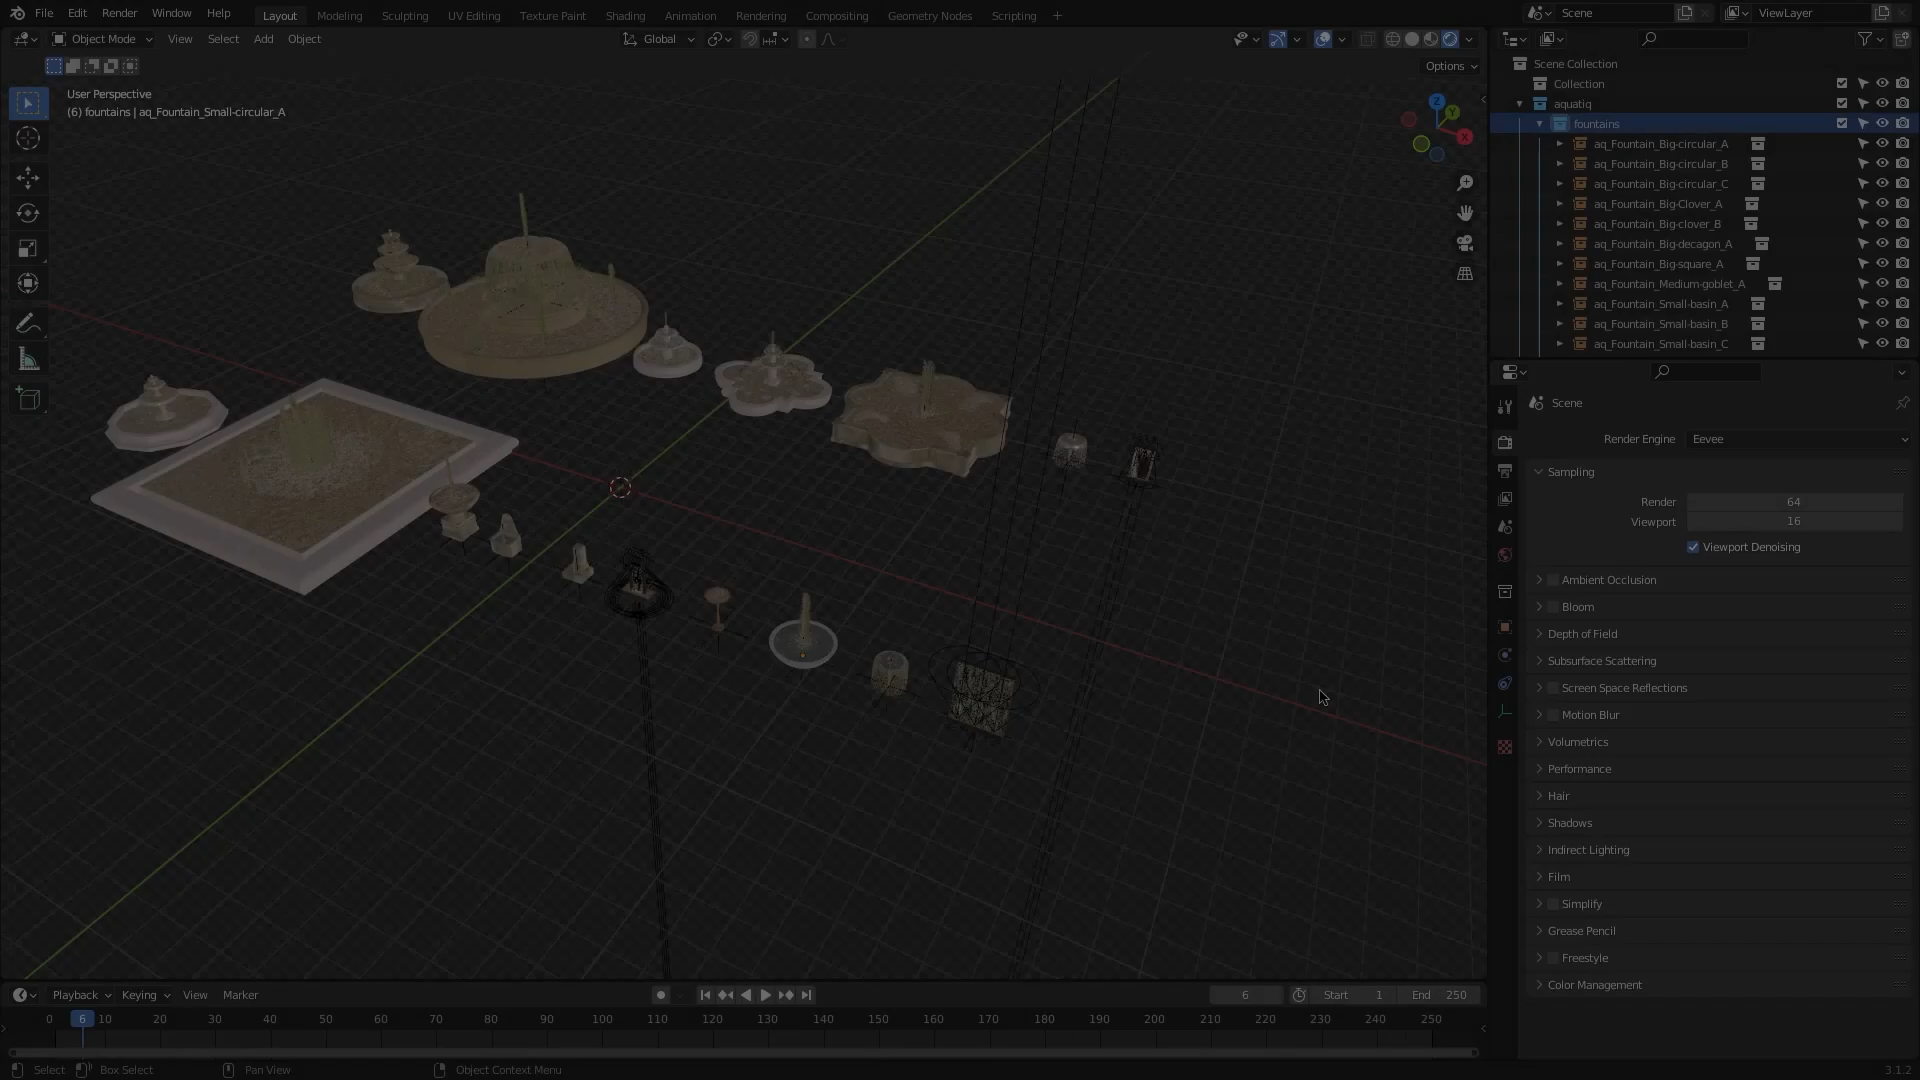 File Edit Render Window Help Layout Modeling Sculpting UV Editing Texture Paint Shading Animation Rendering Compositing Geometry Nodes Scripting + Scene ViewLayer
Object Mode View Select Add Object Global
Options
User Perspective
(6) fountains | aq_Fountain_Small-circular_A
Z
Y
X
Scene Collection
Collection
aquatiq
fountains
aq_Fountain_Big-circular_A
aq_Fountain_Big-circular_B
aq_Fountain_Big-circular_C
aq_Fountain_Big-Clover_A
aq_Fountain_Big-clover_B
aq_Fountain_Big-decagon_A
aq_Fountain_Big-square_A
aq_Fountain_Medium-goblet_A
aq_Fountain_Small-basin_A
aq_Fountain_Small-basin_B
aq_Fountain_Small-basin_C
Scene
Render Engine Eevee
Sampling
Render 64
Viewport 16
Viewport Denoising
Ambient Occlusion
Bloom
Depth of Field
Subsurface Scattering
Screen Space Reflections
Motion Blur
Volumetrics
Performance
Hair
Shadows
Indirect Lighting
Film
Simplify
Grease Pencil
Freestyle
Color Management
Playback Keying View Marker 6 Start 1 End 250
0 6 10 20 30 40 50 60 70 80 90 100 110 120 130 140 150 160 170 180 190 200 210 220 230 240 250
Select Box Select Pan View Object Context Menu 3.1.2